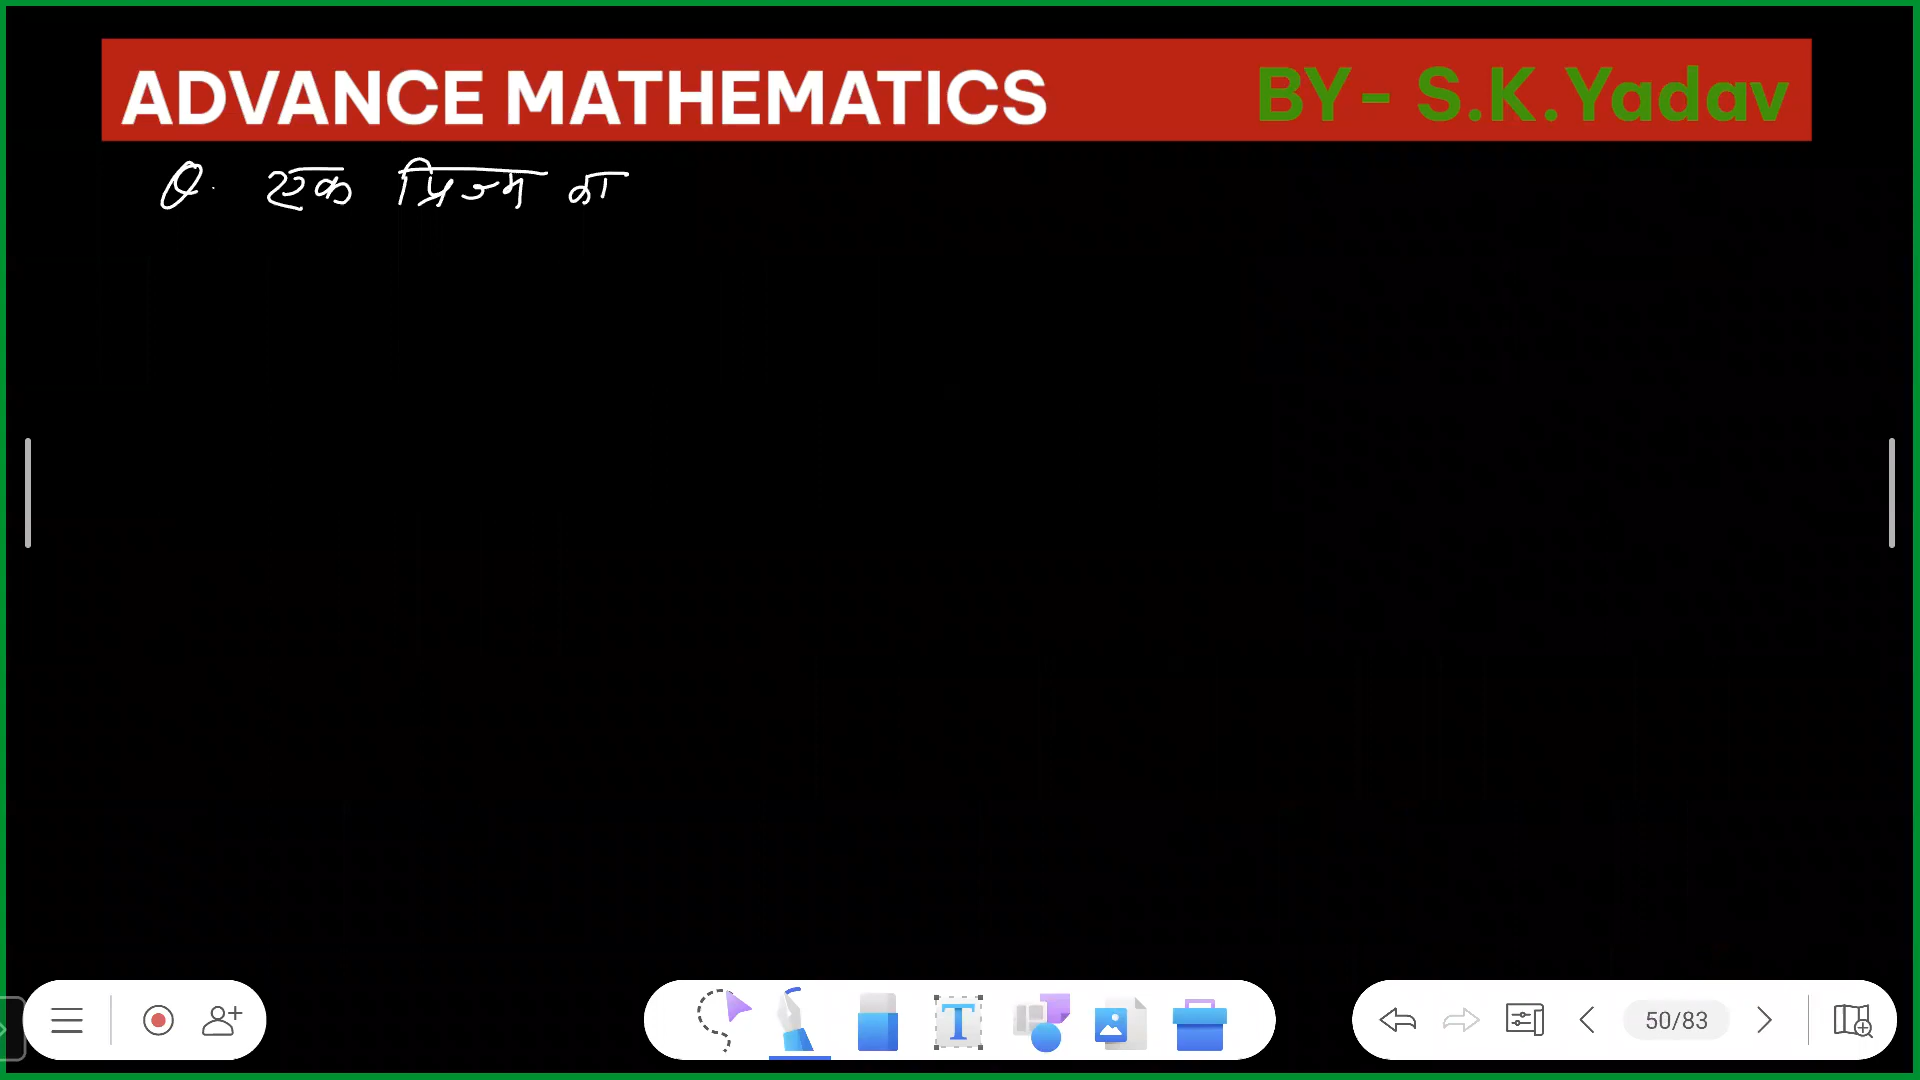 ADVANCE MATHEMATICS BY- S.K.Yadav
Q. एक प्रिज्म का
T
50/83